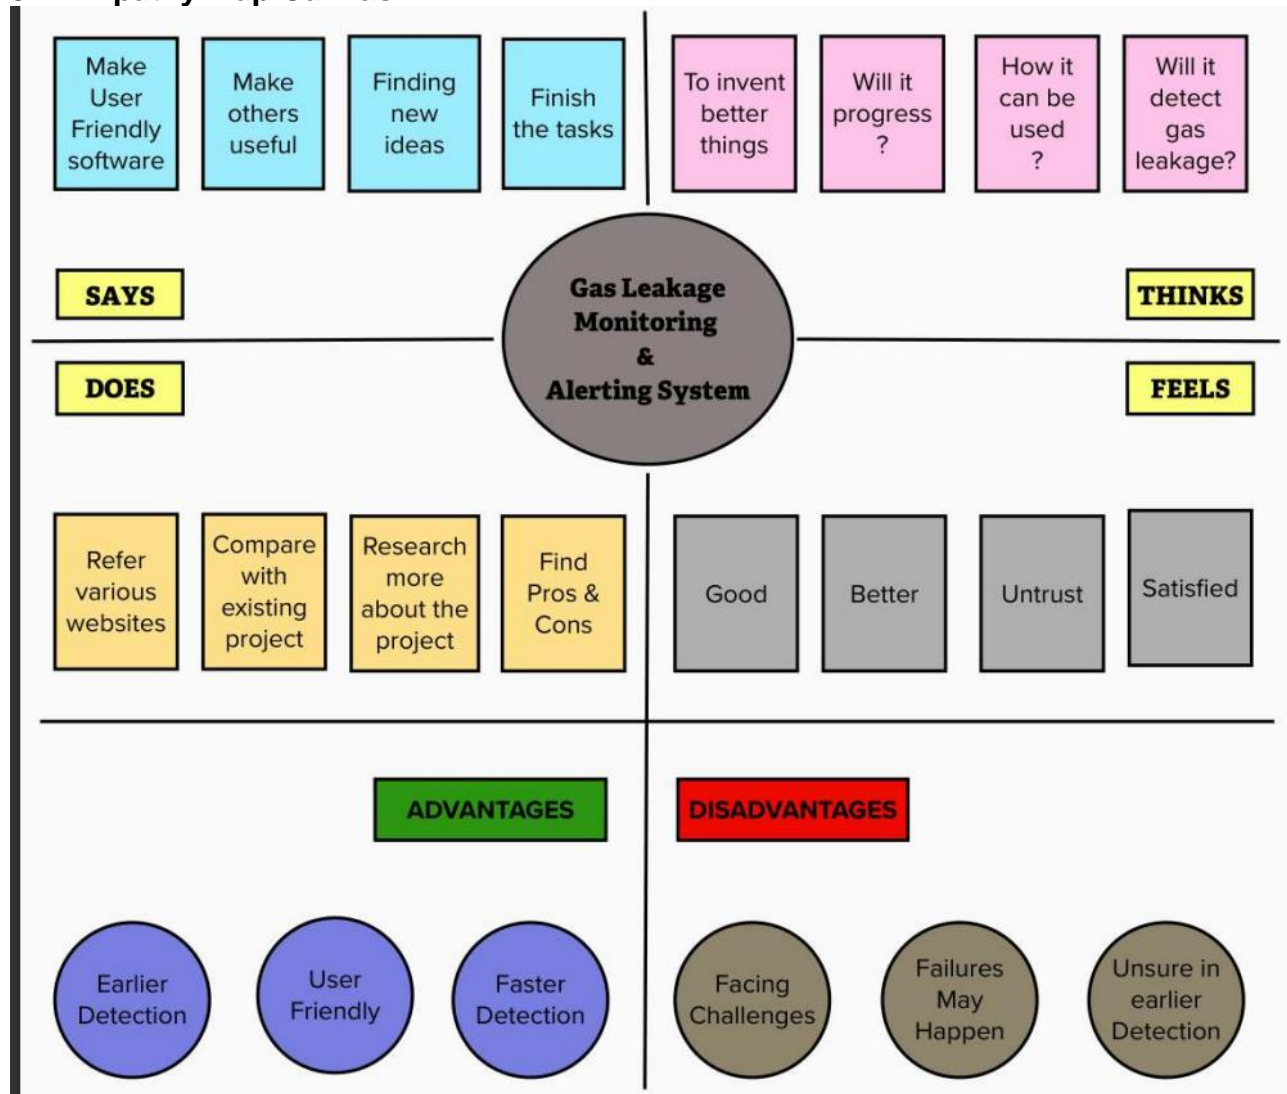 Make
User
Friendly
software
Make
others
useful
Finding
new
ideas
Finish
the tasks
To invent
better
things
Will it
progress
?
How it
can be
used
?
Will it
detect
gas
leakage?
SAYS
THINKS
Gas Leakage
Monitoring
&
Alerting System
DOES
FEELS
Refer
various
websites
Compare
with
existing
project
Research
more
about the
project
Find
Pros &
Cons
Good
Better
Untrust
Satisfied
ADVANTAGES
DISADVANTAGES
Earlier
Detection
User
Friendly
Faster
Detection
Facing
Challenges
Failures
May
Happen
Unsure in
earlier
Detection